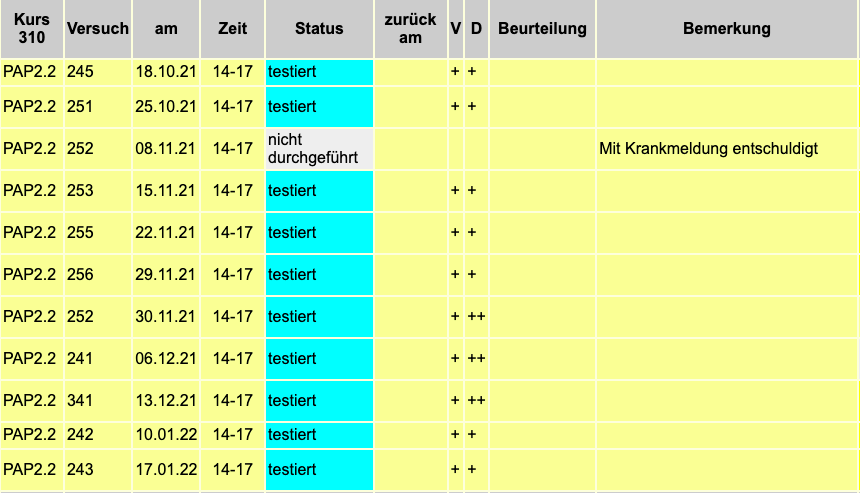 Kurs 310 Versuch am Zeit Status zurück am V D Beurteilung Bemerkung
PAP2.2 245 18.10.21 14-17 testiert + +
PAP2.2 251 25.10.21 14-17 testiert + +
PAP2.2 252 08.11.21 14-17 nicht durchgeführt Mit Krankmeldung entschuldigt
PAP2.2 253 15.11.21 14-17 testiert + +
PAP2.2 255 22.11.21 14-17 testiert + +
PAP2.2 256 29.11.21 14-17 testiert + +
PAP2.2 252 30.11.21 14-17 testiert + ++
PAP2.2 241 06.12.21 14-17 testiert + ++
PAP2.2 341 13.12.21 14-17 testiert + ++
PAP2.2 242 10.01.22 14-17 testiert + +
PAP2.2 243 17.01.22 14-17 testiert + +